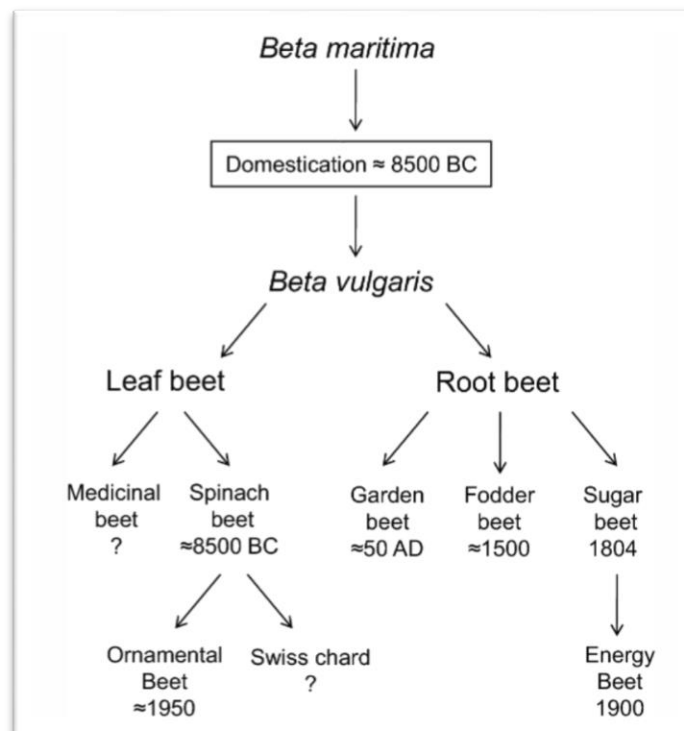 Beta maritima
Domestication ≈ 8500 BC
Beta vulgaris
Leaf beet
Root beet
Medicinal
beet
?
Spinach
beet
≈8500 BC
Garden
beet
≈50 AD
Fodder
beet
≈1500
Sugar
beet
1804
Ornamental
Beet
≈1950
Swiss chard
?
Energy
Beet
1900